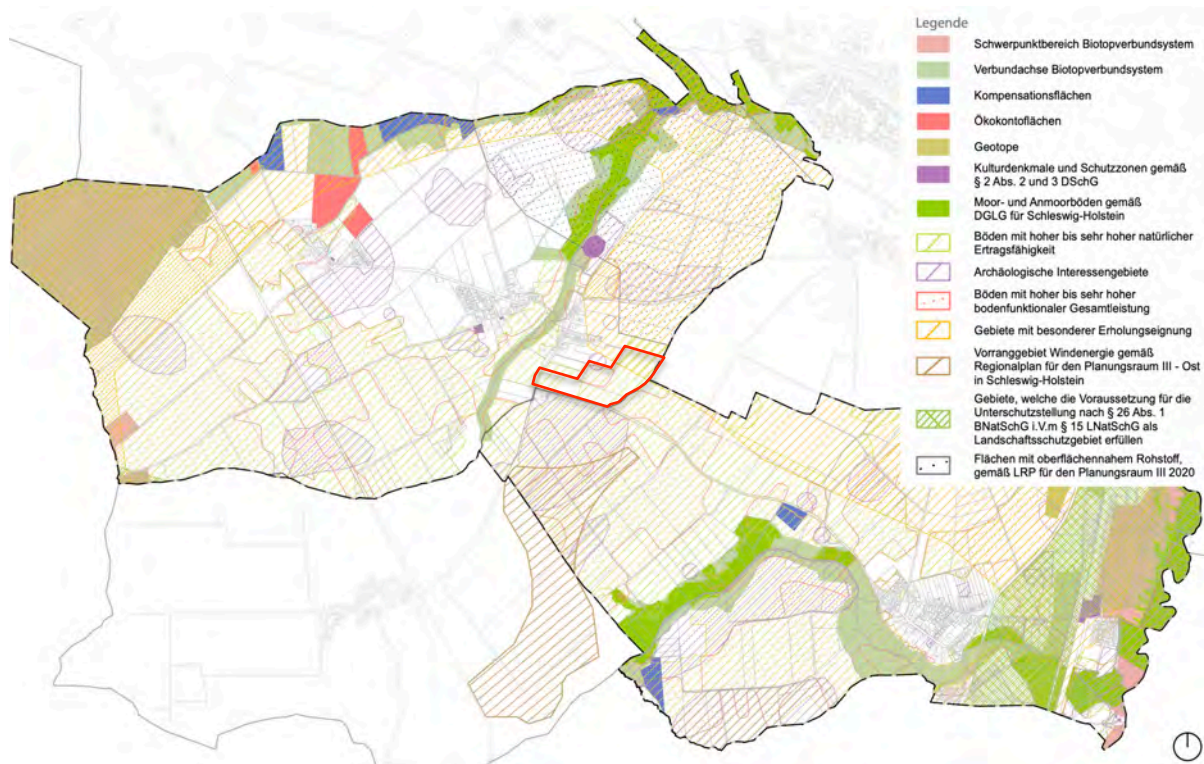 Legende
Schwerpunktbereich Biotopverbundsystem
Verbundachse Biotopverbundsystem
Kompensationsflächen
Ökokontoflächen
Geotope
Kulturdenkmale und Schutzzonen gemäß
§ 2 Abs. 2 und 3 DSchG
Moor- und Anmoorböden gemäß
DGLG für Schleswig-Holstein
Böden mit hoher bis sehr hoher natürlicher
Ertragsfähigkeit
Archäologische Interessengebiete
Böden mit hoher bis sehr hoher
bodenfunktionaler Gesamtleistung
Gebiete mit besonderer Erholungseignung
Vorranggebiet Windenergie gemäß
Regionalplan für den Planungsraum III - Ost
in Schleswig-Holstein
Gebiete, welche die Voraussetzung für die
Unterschutzstellung nach § 26 Abs. 1
BNatSchG i.V.m § 15 LNatSchG als
Landschaftsschutzgebiet erfüllen
Flächen mit oberflächennahem Rohstoff,
gemäß LRP für den Planungsraum III 2020